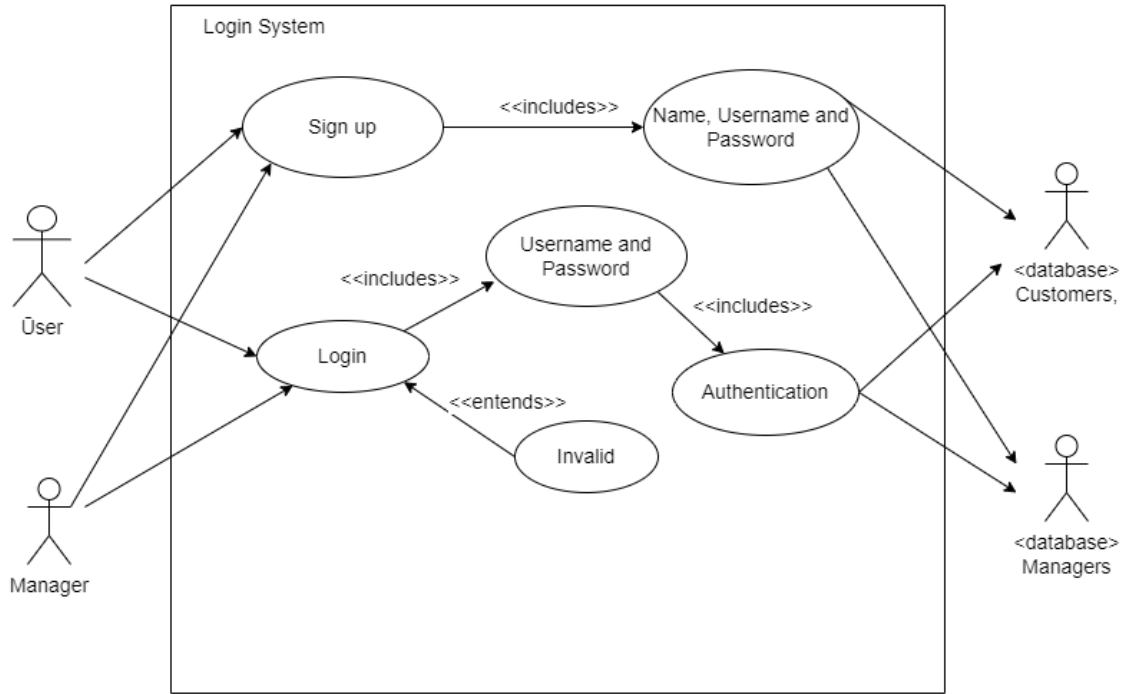 Login System
<<includes>>
Sign up
Name, Username and
Password
Username and
Password
<<includes>>
<<includes>>
<database>
Customers,
Ūser
Login
Authentication
<<entends>>
Invalid
<database>
Managers
Manager